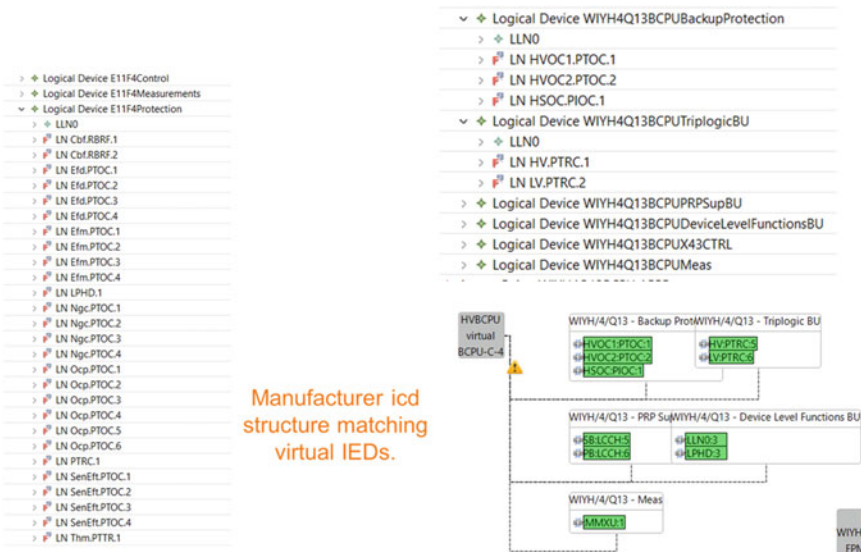 Logical Device E11F4Control
Logical Device E11F4Measurements
Logical Device E11F4Protection
LLN0
LN Cbf.RBRF.1
LN Cbf.RBRF.2
LN Efd.PTOC.1
LN Efd.PTOC.2
LN Efd.PTOC.3
LN Efd.PTOC.4
LN Efm.PTOC.1
LN Efm.PTOC.2
LN Efm.PTOC.3
LN Efm.PTOC.4
LN LPHD.1
LN Ngc.PTOC.1
LN Ngc.PTOC.2
LN Ngc.PTOC.3
LN Ngc.PTOC.4
LN Ocp.PTOC.1
LN Ocp.PTOC.2
LN Ocp.PTOC.3
LN Ocp.PTOC.4
LN Ocp.PTOC.5
LN Ocp.PTOC.6
LN PTRC.1
LN SenEft.PTOC.1
LN SenEft.PTOC.2
LN SenEft.PTOC.3
LN SenEft.PTOC.4
LN Thm.PTTR.1
Manufacturer icd
structure matching
virtual IEDs.
Logical Device WIYH4Q13BCPUBackupProtection
LLN0
LN HVOC1.PTOC.1
LN HVOC2.PTOC.2
LN HSOC.PIOC.1
Logical Device WIYH4Q13BCPUTriplogicBU
LLN0
LN HV.PTRC.1
LN LV.PTRC.2
Logical Device WIYH4Q13BCPUPRPSupBU
Logical Device WIYH4Q13BCPUDeviceLevelFunctionsBU
Logical Device WIYH4Q13BCPUX43CTRL
Logical Device WIYH4Q13BCPUMeas
HVBCPU
virtual
BCPU-C-4
WIYH/4/Q13 - Backup Prot
HVOC1:PTOC:1
HVOC2:PTOC:2
HSOC:PIOC:1
WIYH/4/Q13 - Triplogic BU
HV:PTRC:5
LV:PTRC:6
WIYH/4/Q13 - PRP Su
SB:LCCH:5
PB:LCCH:6
WIYH/4/Q13 - Device Level Functions BU
LLN0:3
LPHD:3
WIYH/4/Q13 - Meas
MMXU:1
WIYH